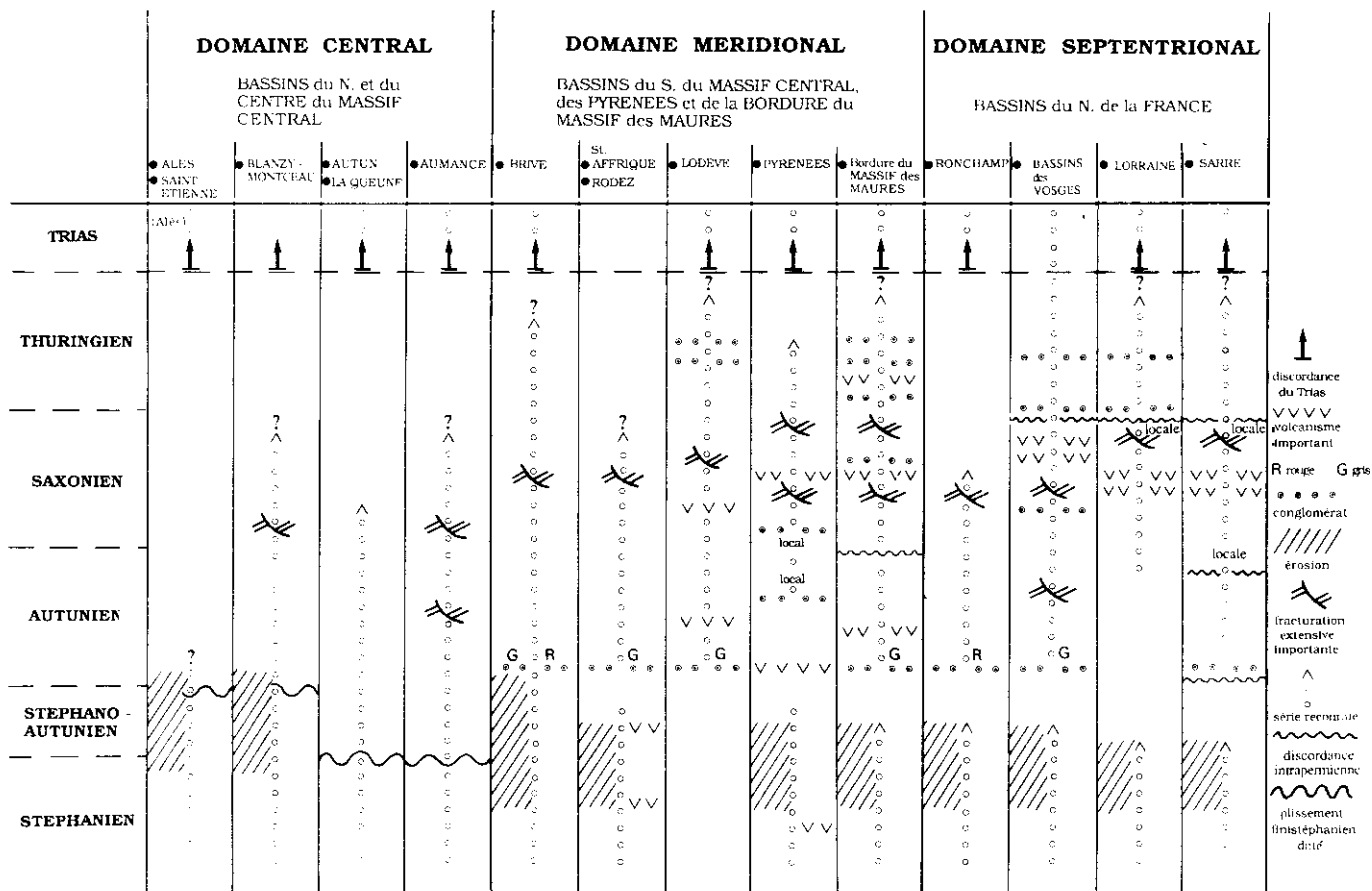 DOMAINE CENTRAL
BASSINS du N. et du
CENTRE du MASSIF
CENTRAL
DOMAINE MERIDIONAL
BASSINS du S. du MASSIF CENTRAL,
des PYRENEES et de la BORDURE du
MASSIF des MAURES
DOMAINE SEPTENTRIONAL
BASSINS du N. de la FRANCE
ALES
SAINT
ETIENNE
BLANZY -
MONTCEAU
AUTUN
LA QUEUNE
AUMANCE
BRIVE
St.
AFFRIQUE
RODEZ
LODEVE
PYRENEES
Bordure du
MASSIF des
MAURES
RONCHAMP
BASSINS
des
VOSGES
LORRAINE
SARRE
TRIAS
(Alès)
THURINGIEN
? ? ? ? ? ?
SAXONIEN
? ? ?
locale
locale
local
AUTUNIEN
local
locale
G R
G
G
G
R
G
?
STEPHANO -
AUTUNIEN
STEPHANIEN
discordance
du Trias
volcanisme
important
R rouge G gris
conglomérat
érosion
fracturation
extensive
importante
série reconnue
discordance
intrapermienne
plissement
finistéphanien
daté